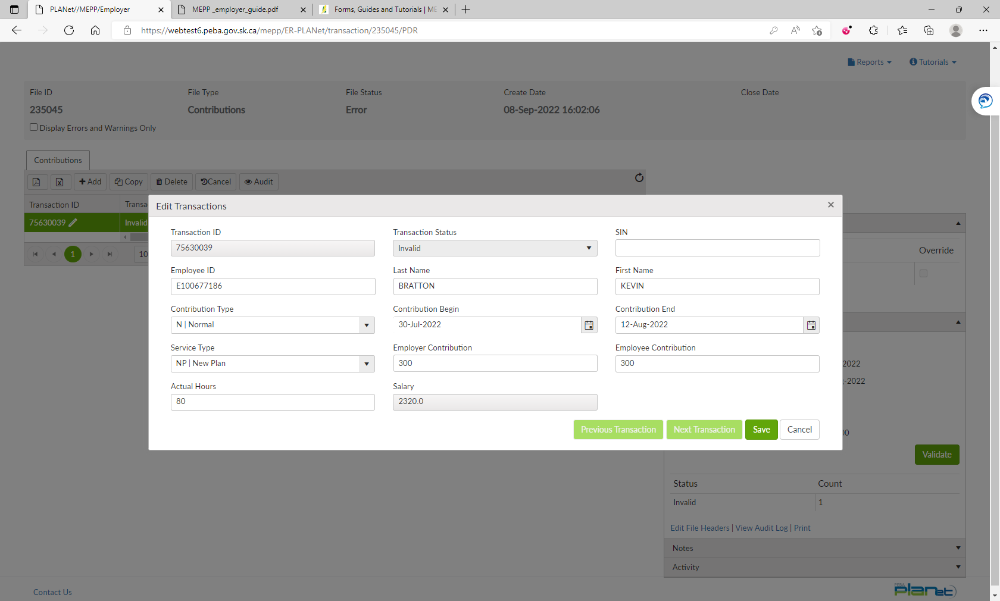 PLANet//MEPP/Employer
MEPP _employer_guide.pdf
Forms, Guides and Tutorials | ME
https://webtest6.peba.gov.sk.ca/mepp/ER-PLANet/transaction/235045/PDR
Reports
Tutorials
File ID
File Type
File Status
Create Date
Close Date
235045
Contributions
Error
08-Sep-2022 16:02:06
Display Errors and Warnings Only
Contributions
Add
Copy
Delete
Cancel
Audit
Transaction ID
Transa
75630039
Invalid
1
10
Override
Edit Transactions
Transaction ID
Transaction Status
SIN
75630039
Invalid
Employee ID
Last Name
First Name
E100677186
BRATTON
KEVIN
Contribution Type
Contribution Begin
Contribution End
N | Normal
30-Jul-2022
12-Aug-2022
Service Type
Employer Contribution
Employee Contribution
NP | New Plan
300
300
Actual Hours
Salary
80
2320.0
Previous Transaction
Next Transaction
Save
Cancel
2022
-2022
00
Validate
Status
Count
Invalid
1
Edit File Headers | View Audit Log | Print
Notes
Activity
Contact Us
PEBA
planet